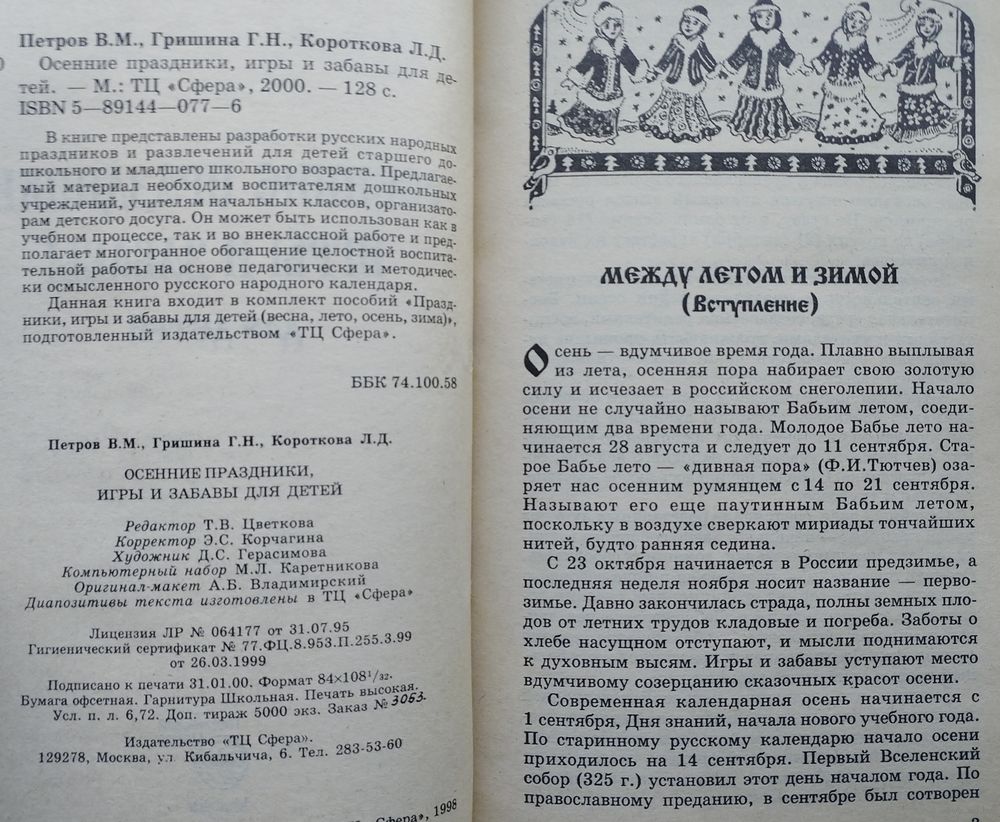 Петров В.М., Гришина Г.Н., Короткова Л.Д.
Осенние праздники, игры и забавы для де-
тей. — М.: ТЦ «Сфера», 2000. — 128 с.
ISBN 5—89144—077—6
В книге представлены разработки русских народных
праздников и развлечений для детей старшего до-
школьного и младшего школьного возраста. Предлагае-
мый материал необходим воспитателям дошкольных
учреждений, учителям начальных классов, организато-
рам детского досуга. Он может быть использован как в
учебном процессе, так и во внеклассной работе и пред-
полагает многогранное обогащение целостной воспита-
тельной работы на основе педагогически и методичес-
ки осмысленного русского народного календаря.
Данная книга входит в комплект пособий «Празд-
ники, игры и забавы для детей (весна, лето, осень, зима)»,
подготовленный издательством «ТЦ Сфера».
ББК 74.100.58
Петров В.М., Гришина Г.Н., Короткова Л.Д.
ОСЕННИЕ ПРАЗДНИКИ,
ИГРЫ И ЗАБАВЫ ДЛЯ ДЕТЕЙ
Редактор Т.В. Цветкова
Корректор Э.С. Корчагина
Художник Д.С. Герасимова
Компьютерный набор М.Л. Каретникова
Оригинал-макет А.Б. Владимирский
Диапозитивы текста изготовлены в ТЦ «Сфера»
Лицензия ЛР № 064177 от 31.07.95
Гигиенический сертификат № 77.ФЦ.8.953.П.255.3.99
от 26.03.1999
Подписано к печати 31.01.00. Формат 84×108¹/₃₂.
Бумага офсетная. Гарнитура Школьная. Печать высокая.
Усл. п. л. 6,72. Доп. тираж 5000 экз. Заказ № 3053.
Издательство «ТЦ Сфера».
129278, Москва, ул. Кибальчича, 6. Тел. 283-53-60
Сфера», 1998
МЕЖДУ ЛЕТОМ И ЗИМОЙ
(Вступление)
Осень — вдумчивое время года. Плавно выплывая
из лета, осенняя пора набирает свою золотую
силу и исчезает в российском снеголепии. Начало
осени не случайно называют Бабьим летом, соеди-
няющим два времени года. Молодое Бабье лето на-
чинается 28 августа и следует до 11 сентября. Ста-
рое Бабье лето — «дивная пора» (Ф.И.Тютчев) оза-
ряет нас осенним румянцем с 14 по 21 сентября.
Называют его еще паутинным Бабьим летом,
поскольку в воздухе сверкают мириады тончайших
нитей, будто ранняя седина.
С 23 октября начинается в России предзимье, а
последняя неделя ноября носит название — перво-
зимье. Давно закончилась страда, полны земных пло-
дов от летних трудов кладовые и погреба. Заботы о
хлебе насущном отступают, и мысли поднимаются
к духовным высям. Игры и забавы уступают место
вдумчивому созерцанию сказочных красот осени.
Современная календарная осень начинается с
1 сентября, Дня знаний, начала нового учебного года.
По старинному русскому календарю начало осени
приходилось на 14 сентября. Первый Вселенский
собор (325 г.) установил этот день началом года. По
православному преданию, в сентябре был сотворен